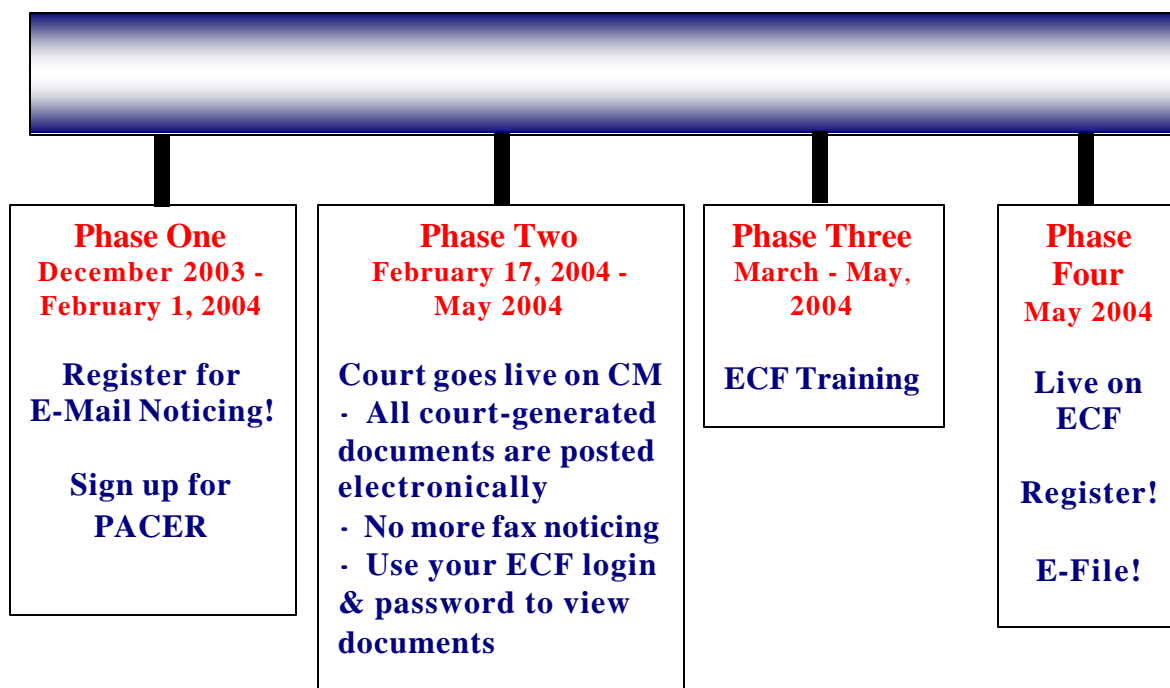 Phase One
December 2003 -
February 1, 2004
Register for
E-Mail Noticing!
Sign up for
PACER
Phase Two
February 17, 2004 -
May 2004
Court goes live on CM
· All court-generated
documents are posted
electronically
· No more fax noticing
· Use your ECF login
& password to view
documents
Phase Three
March - May,
2004
ECF Training
Phase
Four
May 2004
Live on
ECF
Register!
E-File!